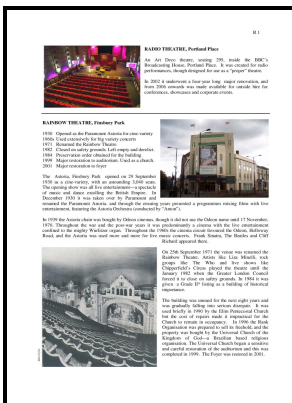 R 1
RADIO THEATRE, Portland Place
An Art Deco theatre, seating 295, inside the BBC's
Broadcasting House, Portland Place. It was created for radio
performances, though designed for use as a "proper" theatre.
In 2002 it underwent a four-year long major renovation, and
from 2006 onwards was made available for outside hire for
conferences, showcases and corporate events.
RAINBOW THEATRE, Finsbury Park
1930 Opened as the Paramount Astoria for cine-variety
1960s Used extensively for big variety concerts
1971 Renamed the Rainbow Theatre
1982 Closed on safety grounds. Left empty and derelict.
1984 Preservation order obtained for the building
1999 Major restoration to auditorium. Used as a church.
2001 Major restoration to foyer
The Astoria, Finsbury Park opened on 29 September
1930 as a cine-variety, with an astounding 3,040 seats.
The opening show was all live entertainment—a spectacle
of music and dance extolling the British Empire. In
December 1930 it was taken over by Paramount and
renamed the Paramount Astoria and through the ensuing years presented a programmes mixing films with live
entertainment, featuring the Astoria Orchestra (conducted by "Anton").
In 1939 the Astoria chain was bought by Odeon cinemas, though it did not use the Odeon name until 17 November,
1970. Throughout the war and the post-war years it was predominantly a cinema with the live entertainment
confined to the mighty Wurlitzer organ. Throughout the 1960s the cinema circuit favoured the Odeon, Holloway
Road, and the Astoria was used more and more for live music concerts. Frank Sinatra, The Beatles and Cliff
Richard appeared there.
On 25th September 1971 the venue was renamed the
Rainbow Theatre. Artists like Liza Minelli, rock
groups like The Who and live shows like
Chipperfield's Circus played the theatre until the
January 1982 when the Greater London Council
forced it to close on safety grounds. In 1984 it was
given a Grade II* listing as a building of historical
importance.
The building was unused for the next eight years and
was gradually falling into serious disrepair. It was
used briefly in 1990 by the Elim Pentecostal Church
but the cost of repairs made it impractical for the
Church to remain in occupancy. In 1996 the Rank
Organisation was prepared to sell its freehold, and the
property was bought by the Universal Church of the
Kingdom of God—a Brazilian based religious
organisation. The Universal Church began a sensitive
and careful restoration of the auditorium and this was
completed in 1999. The Foyer was restored in 2001.